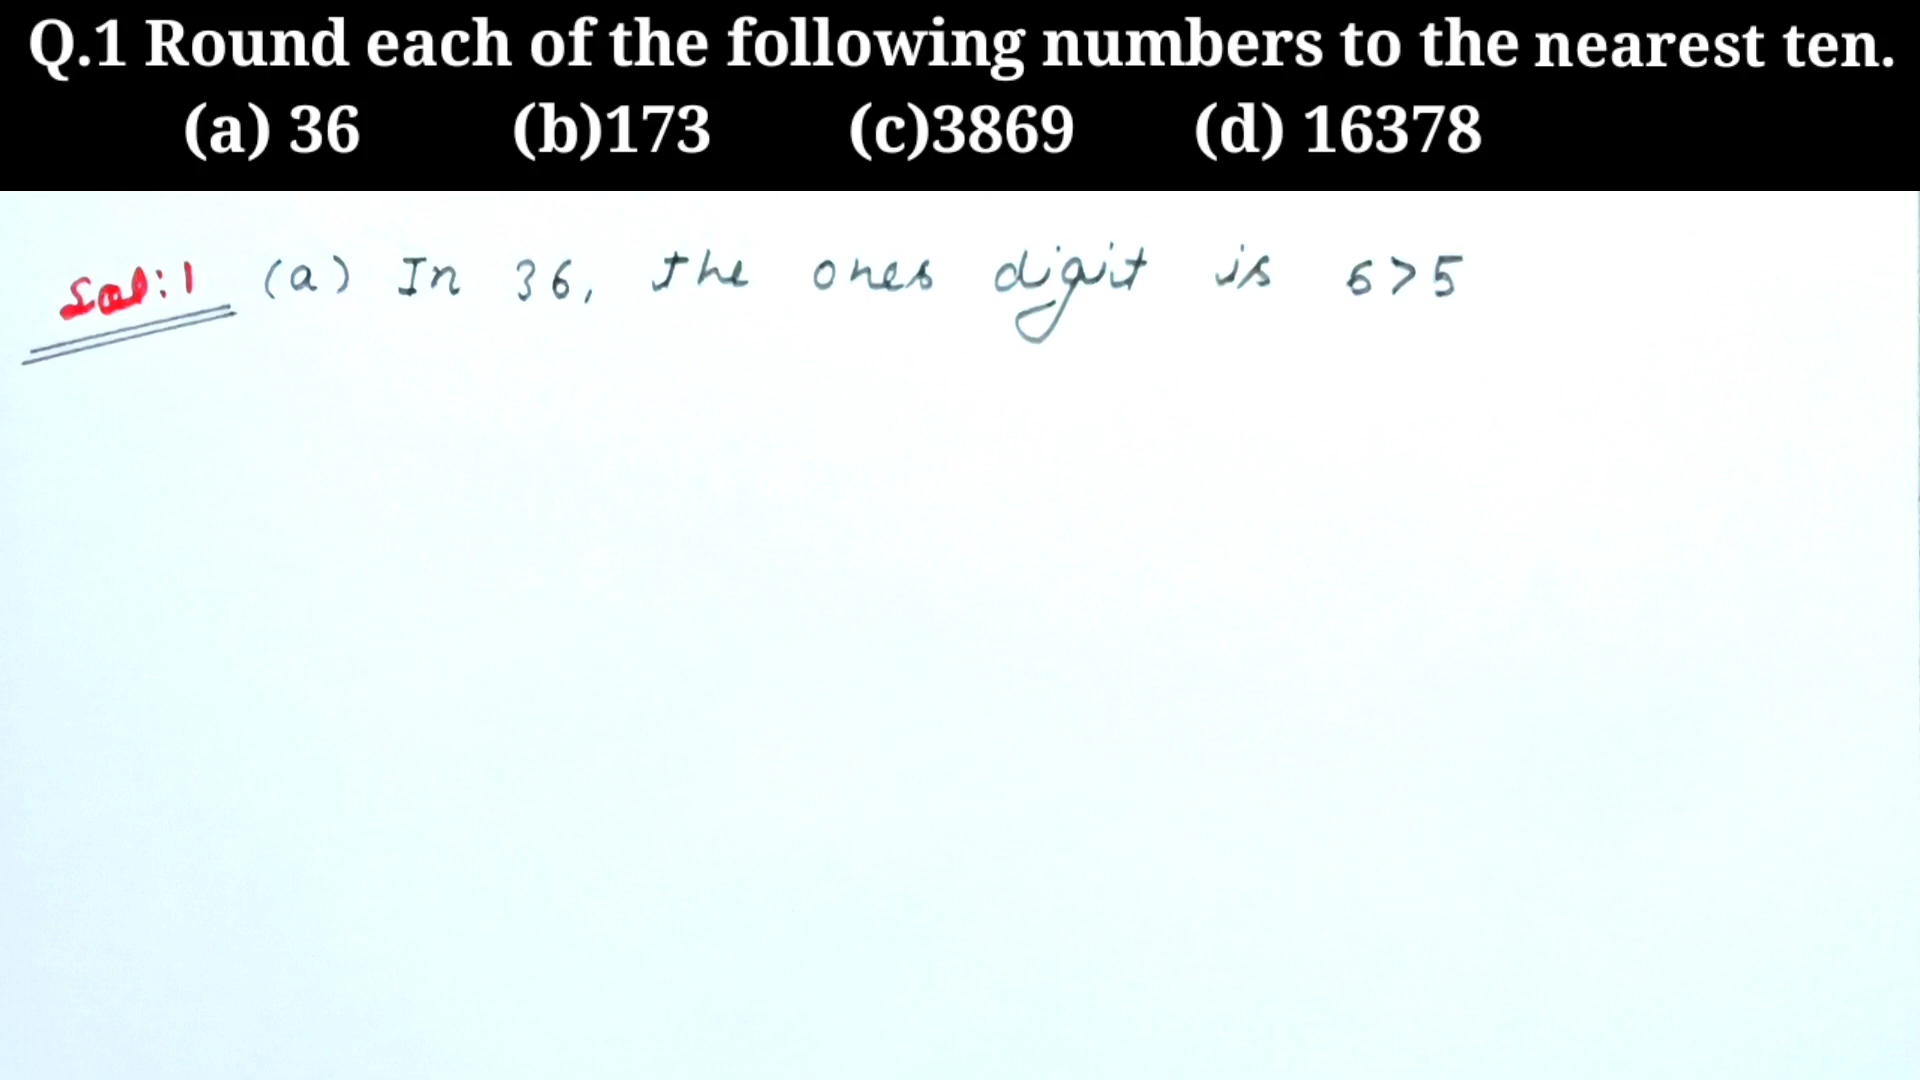 Q.1 Round each of the following numbers to the nearest ten.
(a) 36 (b)173 (c)3869 (d) 16378
Sol:1 (a) In 36, the ones digit is 6>5